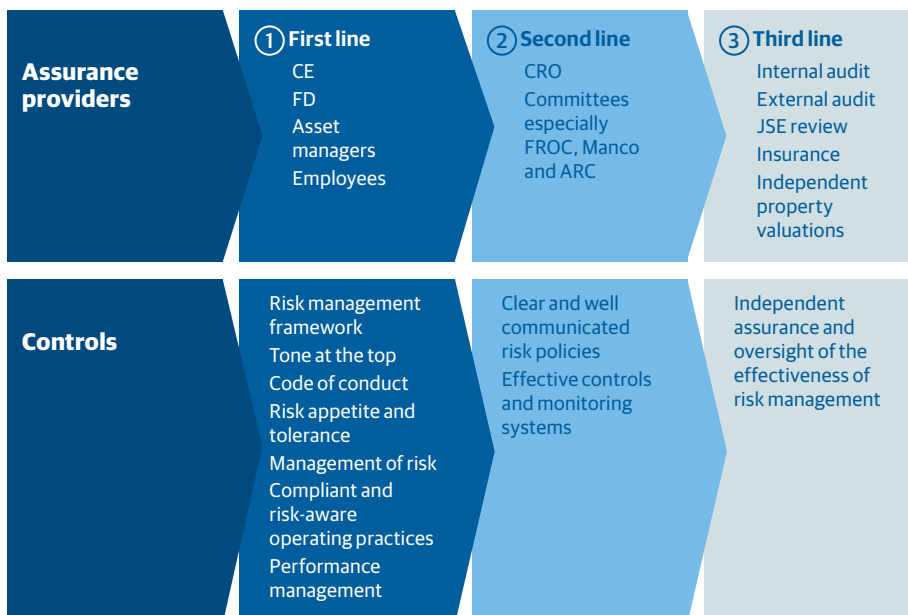 Assurance
providers
1 First line
CE
FD
Asset
managers
Employees
2 Second line
CRO
Committees
especially
FROC, Manco
and ARC
3 Third line
Internal audit
External audit
JSE review
Insurance
Independent
property
valuations
Controls
Risk management
framework
Tone at the top
Code of conduct
Risk appetite and
tolerance
Management of risk
Compliant and
risk-aware
operating practices
Performance
management
Clear and well
communicated
risk policies
Effective controls
and monitoring
systems
Independent
assurance and
oversight of the
effectiveness of
risk management